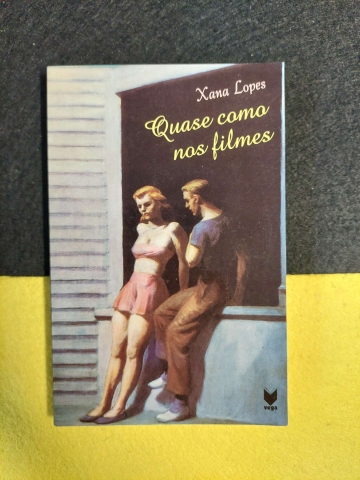 Xana Lopes
Quase como
nos filmes
vega